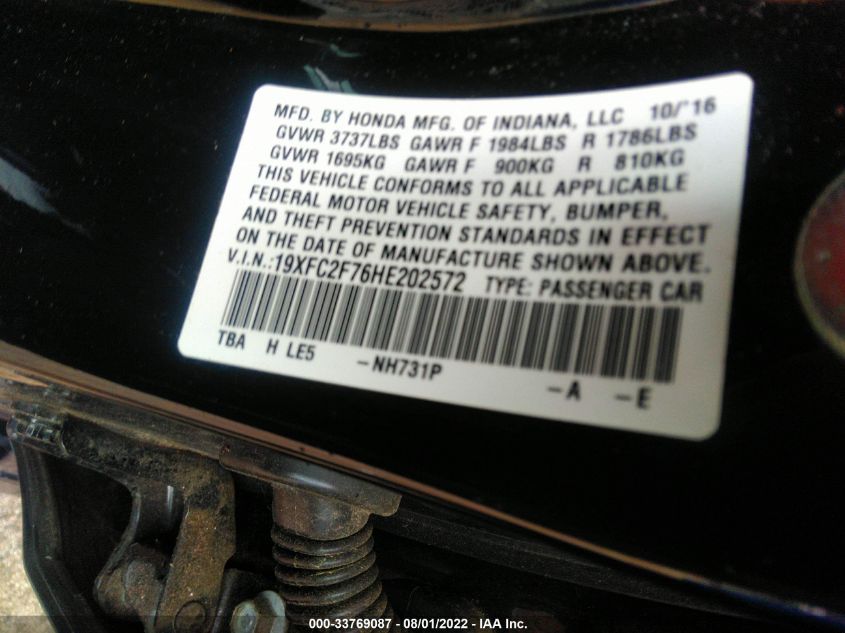 MFD. BY HONDA MFG. OF INDIANA, LLC 10/'16
GVWR 3737LBS GAWR F 1984LBS R 1786LBS
GVWR 1695KG GAWR F 900KG R 810KG
THIS VEHICLE CONFORMS TO ALL APPLICABLE
FEDERAL MOTOR VEHICLE SAFETY, BUMPER,
AND THEFT PREVENTION STANDARDS IN EFFECT
ON THE DATE OF MANUFACTURE SHOWN ABOVE.
V.I.N.:19XFC2F76HE202572 TYPE: PASSENGER CAR
TBA H LE5 -NH731P -A -E
000-33769087 - 08/01/2022 - IAA Inc.